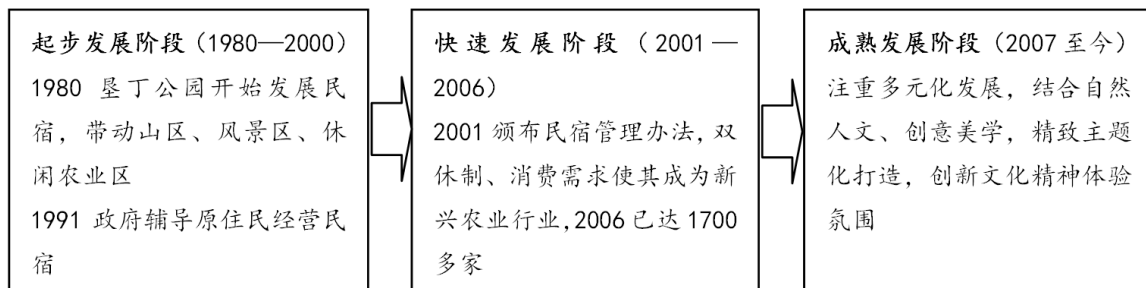 起步发展阶段（1980—2000）
1980 垦丁公园开始发展民
宿，带动山区、风景区、休
闲农业区
1991 政府辅导原住民经营民
宿
快速发展阶段（2001—
2006）
2001 颁布民宿管理办法，双
休制、消费需求使其成为新
兴农业行业，2006 已达 1700
多家
成熟发展阶段（2007 至今）
注重多元化发展，结合自然
人文、创意美学，精致主题
化打造，创新文化精神体验
氛围